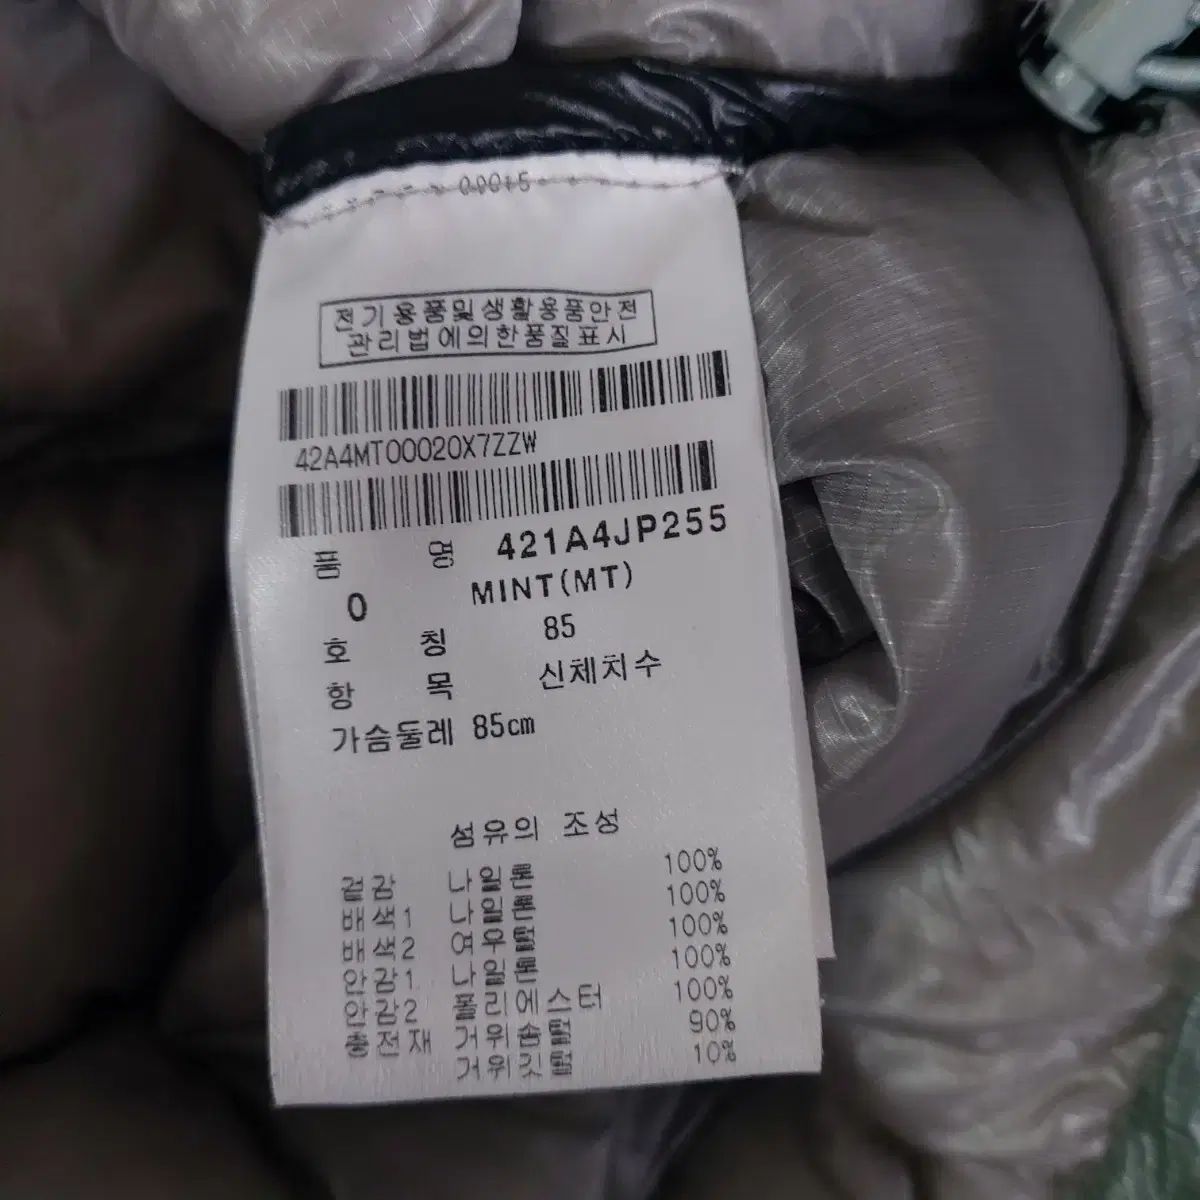 00015
전기용품및생활용품안전
관리법에의한품질표시
42A4MT00020X7ZZW
품 명 421A4JP255
0 MINT(MT)
호 칭 85
항 목 신체치수
가슴둘레 85cm
섬유의 조성
겉감 나일론 100%
배색1 나일론 100%
배색2 여우털 100%
안감1 나일론 100%
안감2 폴리에스터 100%
충전재 거위솜털 90%
거위깃털 10%